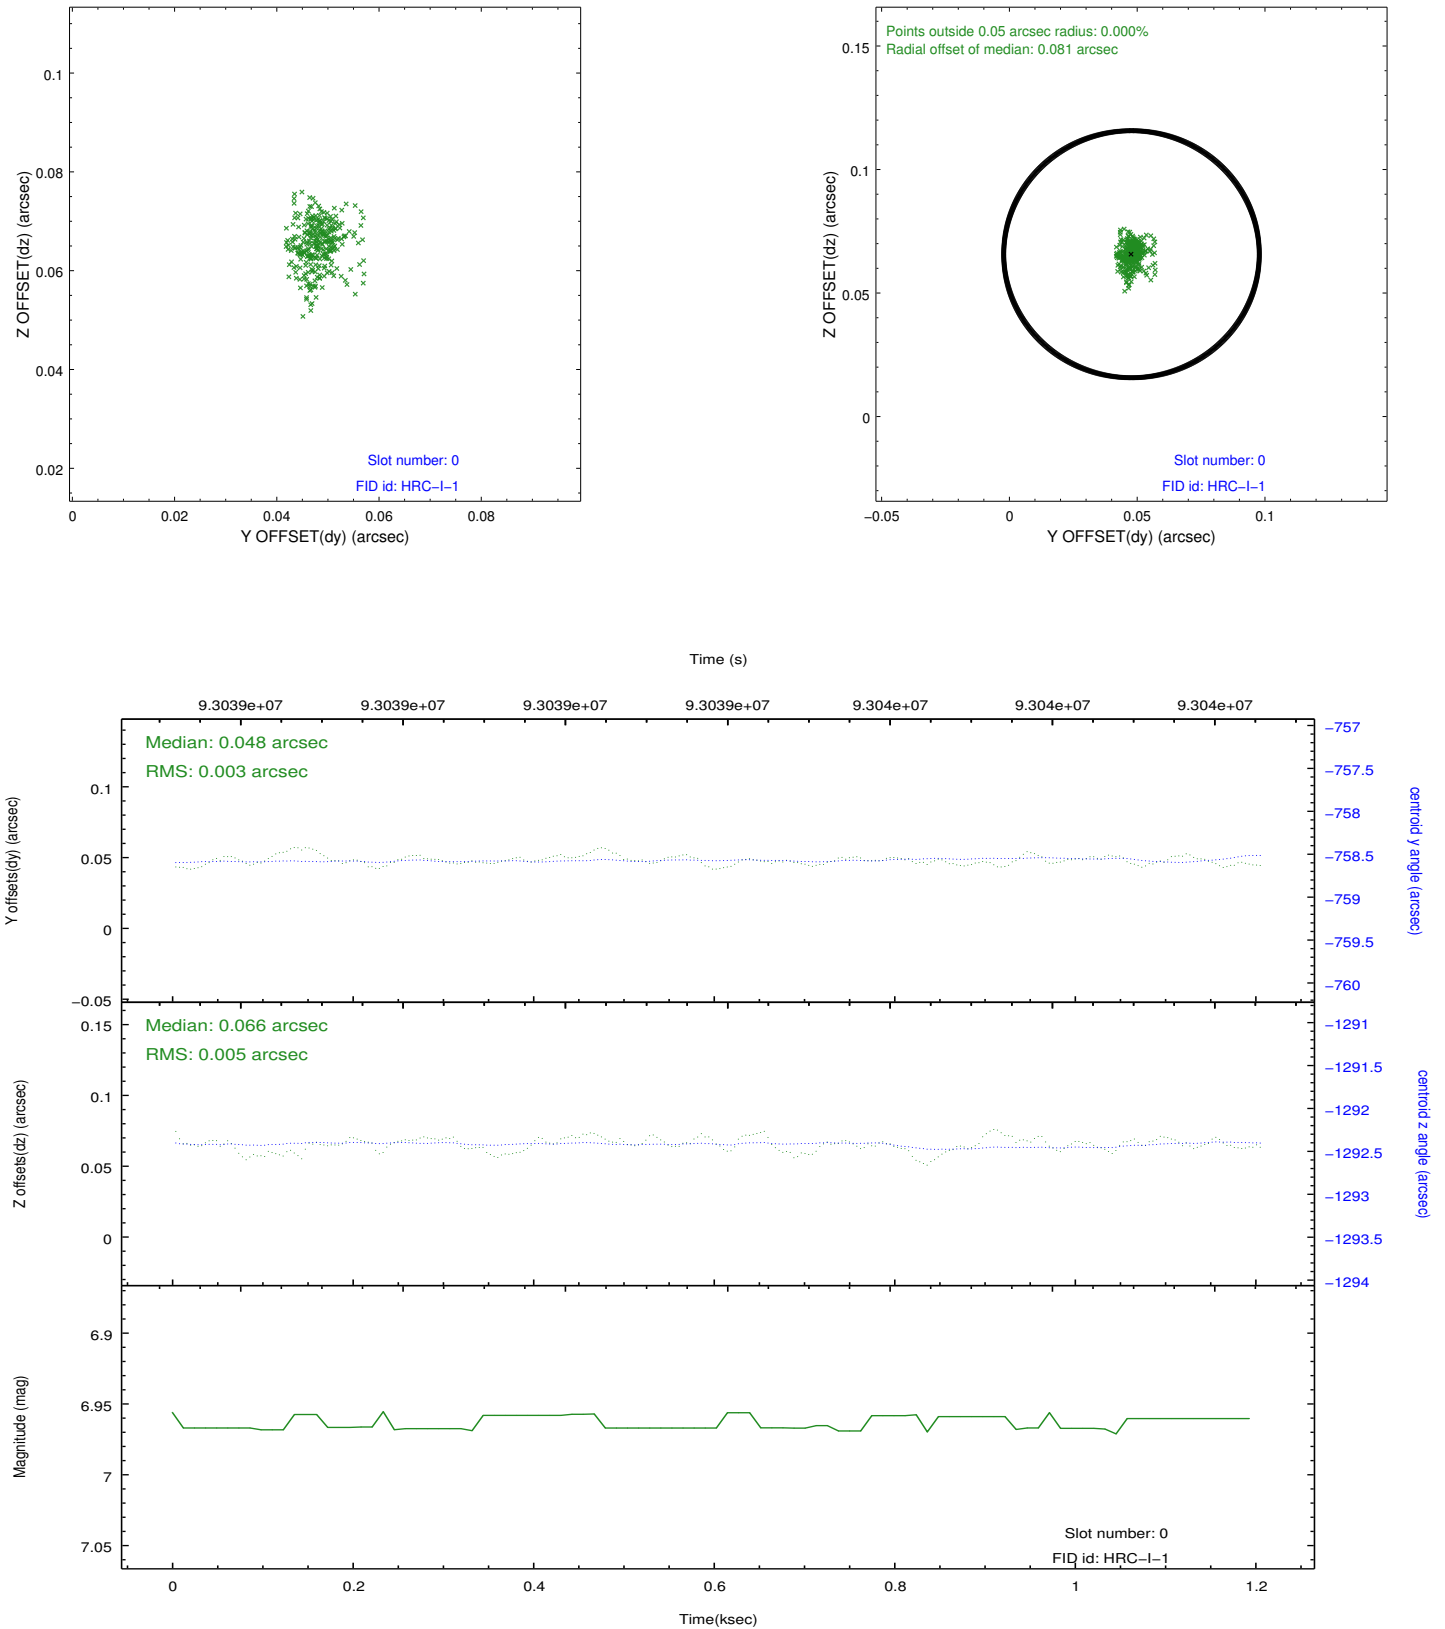 0.1
0.08
0.06
0.04
0.02
Z OFFSET(dz) (arcsec)
Slot number: 0
FID id: HRC−I−1
0 0.02 0.04 0.06 0.08
Y OFFSET(dy) (arcsec)
Points outside 0.05 arcsec radius: 0.000%
Radial offset of median: 0.081 arcsec
0.15
0.1
0.05
0
Z OFFSET(dz) (arcsec)
Slot number: 0
FID id: HRC−I−1
−0.05 0 0.05 0.1
Y OFFSET(dy) (arcsec)
Time (s)
9.3039e+07 9.3039e+07 9.3039e+07 9.3039e+07 9.304e+07 9.304e+07 9.304e+07
Median: 0.048 arcsec
RMS: 0.003 arcsec
0.1
0.05
0
−0.05
Y offsets(dy) (arcsec)
−757
−757.5
−758
−758.5
−759
−759.5
−760
centroid y angle (arcsec)
Median: 0.066 arcsec
RMS: 0.005 arcsec
0.15
0.1
0.05
0
Z offsets(dz) (arcsec)
−1291
−1291.5
−1292
−1292.5
−1293
−1293.5
−1294
centroid z angle (arcsec)
6.9
6.95
7
7.05
Magnitude (mag)
Slot number: 0
FID id: HRC−I−1
0 0.2 0.4 0.6 0.8 1 1.2
Time(ksec)